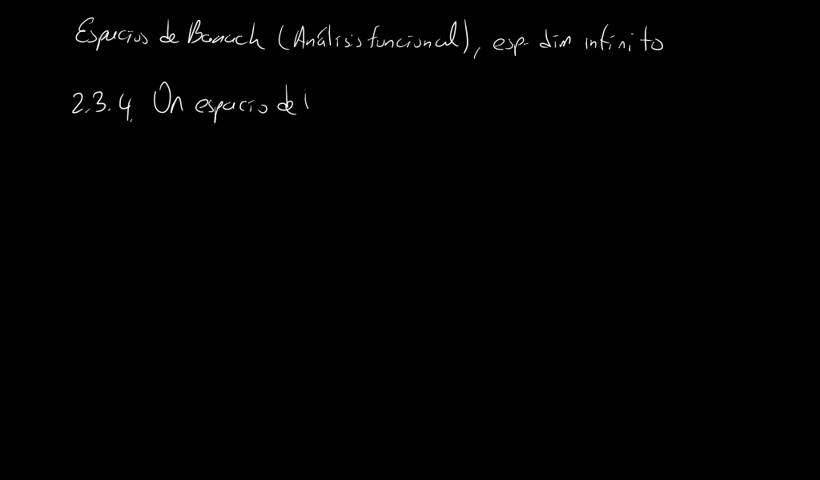 Espacios de Banach (Análisis funcional), esp. dim infinito
2.3.4. Un espacio de